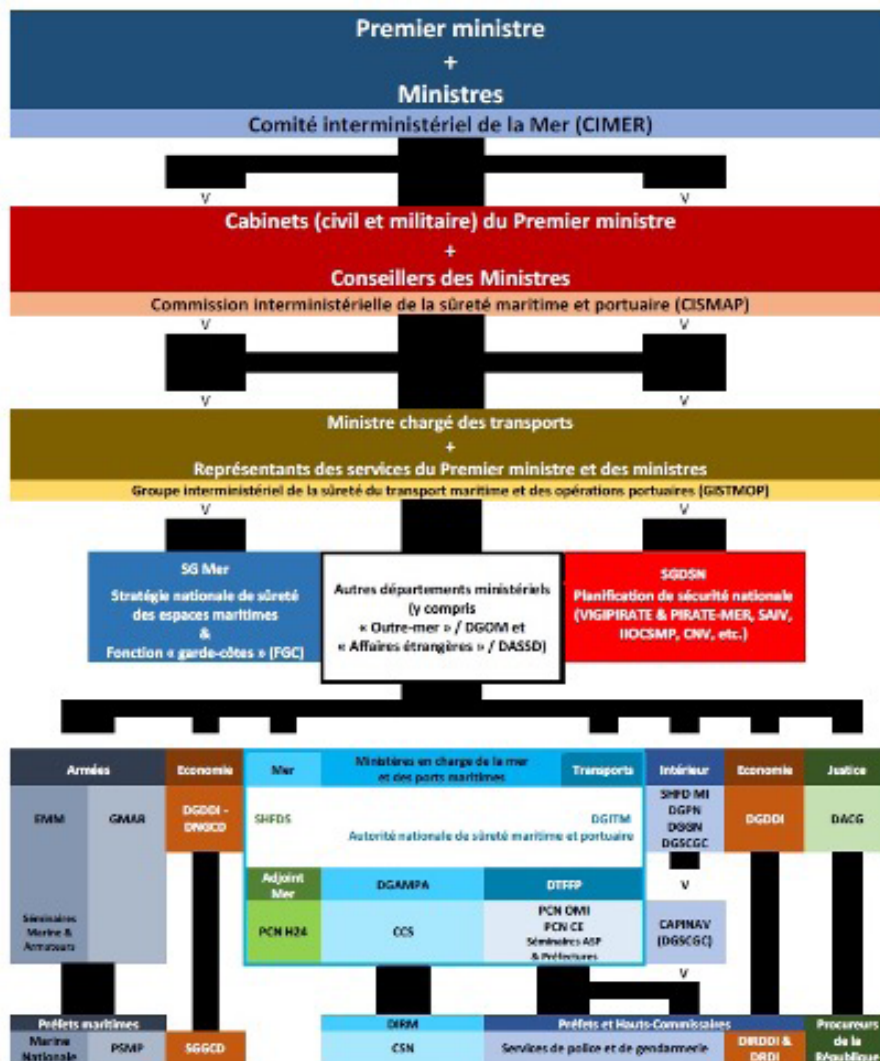 Premier ministre
+
Ministres
Comité interministériel de la Mer (CIMER)
V V
Cabinets (civil et militaire) du Premier ministre
+
Conseillers des Ministres
Commission interministérielle de la sûreté maritime et portuaire (CISMAP)
V V
V V
Ministre chargé des transports
+
Représentants des services du Premier ministre et des ministres
Groupe interministériel de la sûreté du transport maritime et des opérations portuaires (GISTMOP)
V V
SG Mer
Stratégie nationale de sûreté
des espaces maritimes
&
Fonction « garde-côtes » (FGC)
Autres départements ministériels
(y compris
« Outre-mer » / DGOM et
« Affaires étrangères » / DASSD)
SGDSN
Planification de sécurité nationale
(VIGIPIRATE & PIRATE-MER, SAIV,
IIOCSMP, CNV, etc.)
Armées
EMM
GMAR
Séminaires
Marine &
Armateurs
Economie
DGDDI -
DNGCD
Mer
Ministères en charge de la mer
et des ports maritimes
Transports
SHFDS
DGITM
Autorité nationale de sûreté maritime et portuaire
Adjoint
Mer
DGAMPA
DTFFP
PCN H24
CCS
PCN OMI
PCN CE
Séminaires ASP
& Préfectures
Intérieur
SHFD MI
DGPN
DGGN
DGSCGC
V
CAPINAV
(DGSCGC)
V
Economie
DGDDI
Justice
DACG
Préfets maritimes
Marine
Nationale
PSMP
SGGCD
DIRM
CSN
Préfets et Hauts-Commissaires
Services de police et de gendarmerie
DIRDDI &
DRDI
Procureurs
de la
République